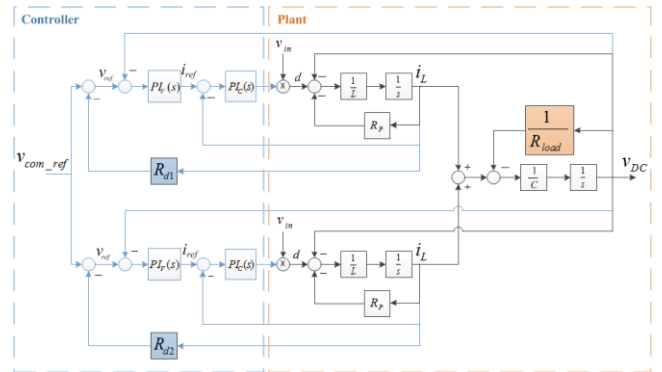 Controller
Plant
v_in
v_ref
i_ref
i_L
−
−
PI_V(s)
−
PI_C(s)
x
d
−
−
1/L
1/s
R_P
1/R_load
v_com_ref
R_d1
+
+
−
1/C
1/s
v_DC
v_in
v_ref
i_ref
i_L
−
−
PI_V(s)
−
PI_C(s)
x
d
−
−
1/L
1/s
R_P
R_d2